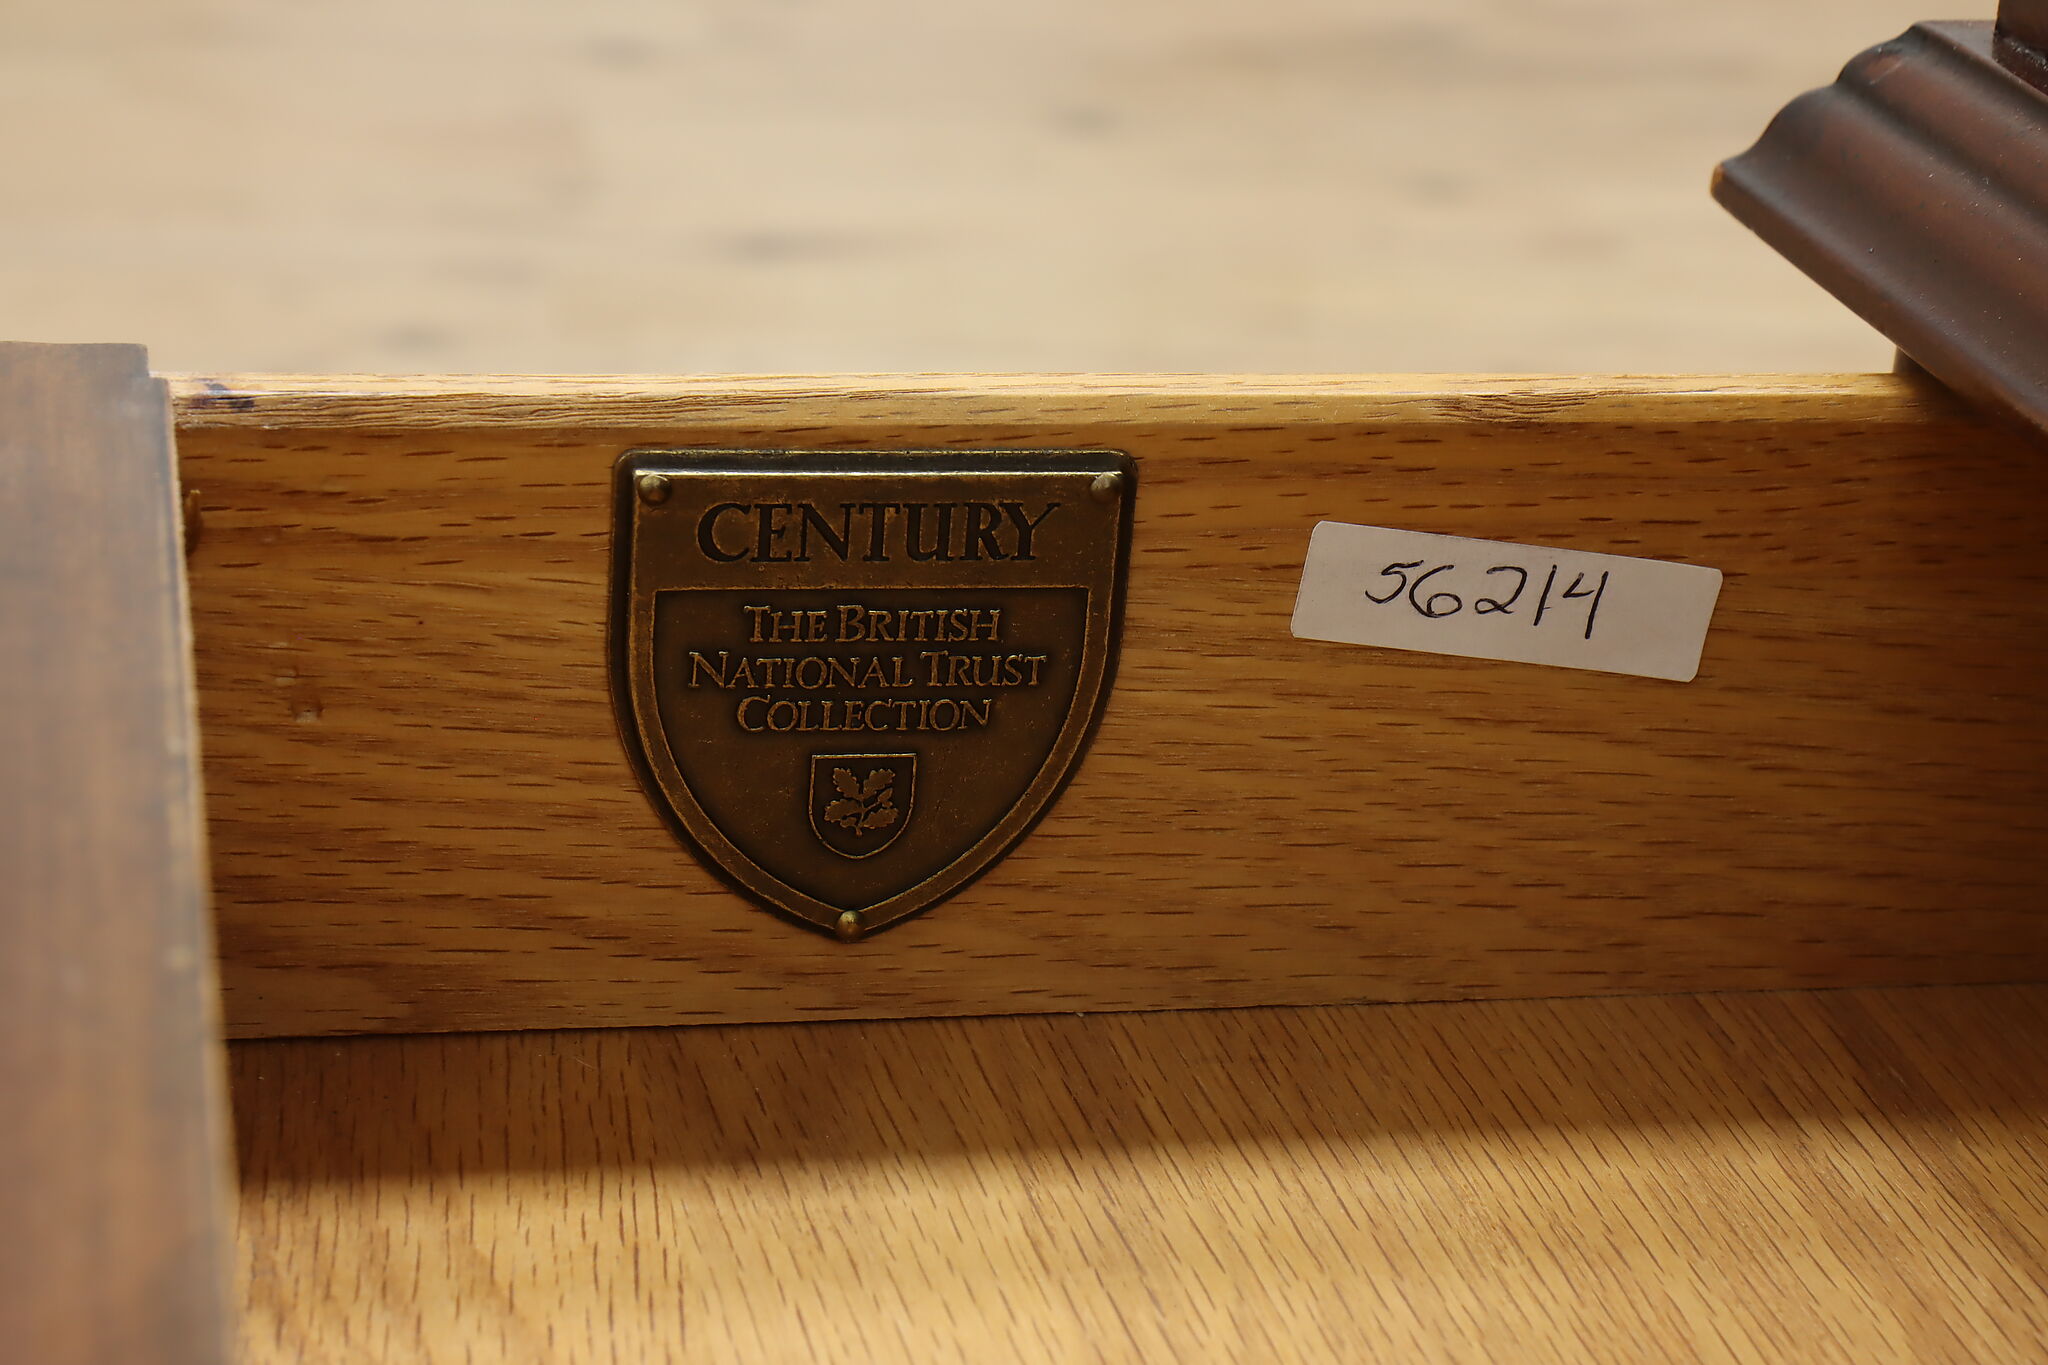 CENTURY
THE BRITISH
NATIONAL TRUST
COLLECTION
56214